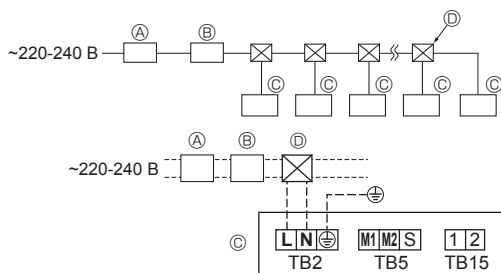 Ⓐ Ⓑ Ⓓ
~220-240 В
Ⓒ Ⓒ Ⓒ Ⓒ Ⓒ
Ⓐ Ⓑ Ⓓ
~220-240 В
Ⓒ L N M1 M2 S 1 2
TB2 TB5 TB15